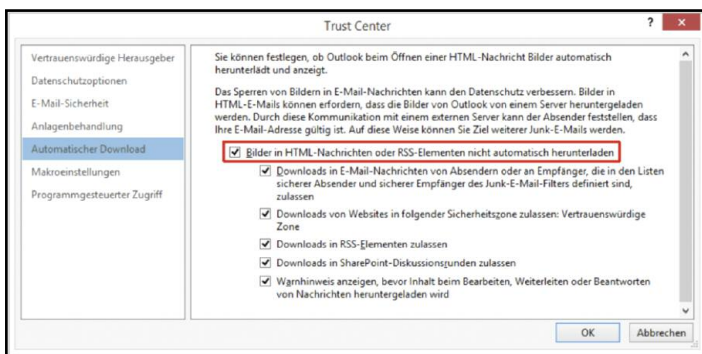 Trust Center
?
×
Vertrauenswürdige Herausgeber
Datenschutzoptionen
E-Mail-Sicherheit
Anlagenbehandlung
Automatischer Download
Makroeinstellungen
Programmgesteuerter Zugriff
Sie können festlegen, ob Outlook beim Öffnen einer HTML-Nachricht Bilder automatisch
herunterlädt und anzeigt.
Das Sperren von Bildern in E-Mail-Nachrichten kann den Datenschutz verbessern. Bilder in
HTML-E-Mails können erfordern, dass die Bilder von Outlook von einem Server heruntergeladen
werden. Durch diese Kommunikation mit einem externen Server kann der Absender feststellen, dass
Ihre E-Mail-Adresse gültig ist. Auf diese Weise können Sie Ziel weiterer Junk-E-Mails werden.
Bilder in HTML-Nachrichten oder RSS-Elementen nicht automatisch herunterladen
Downloads in E-Mail-Nachrichten von Absendern oder an Empfänger, die in den Listen
sicherer Absender und sicherer Empfänger des Junk-E-Mail-Filters definiert sind,
zulassen
Downloads von Websites in folgender Sicherheitszone zulassen: Vertrauenswürdige
Zone
Downloads in RSS-Elementen zulassen
Downloads in SharePoint-Diskussionsrunden zulassen
Warnhinweis anzeigen, bevor Inhalt beim Bearbeiten, Weiterleiten oder Beantworten
von Nachrichten heruntergeladen wird
OK
Abbrechen